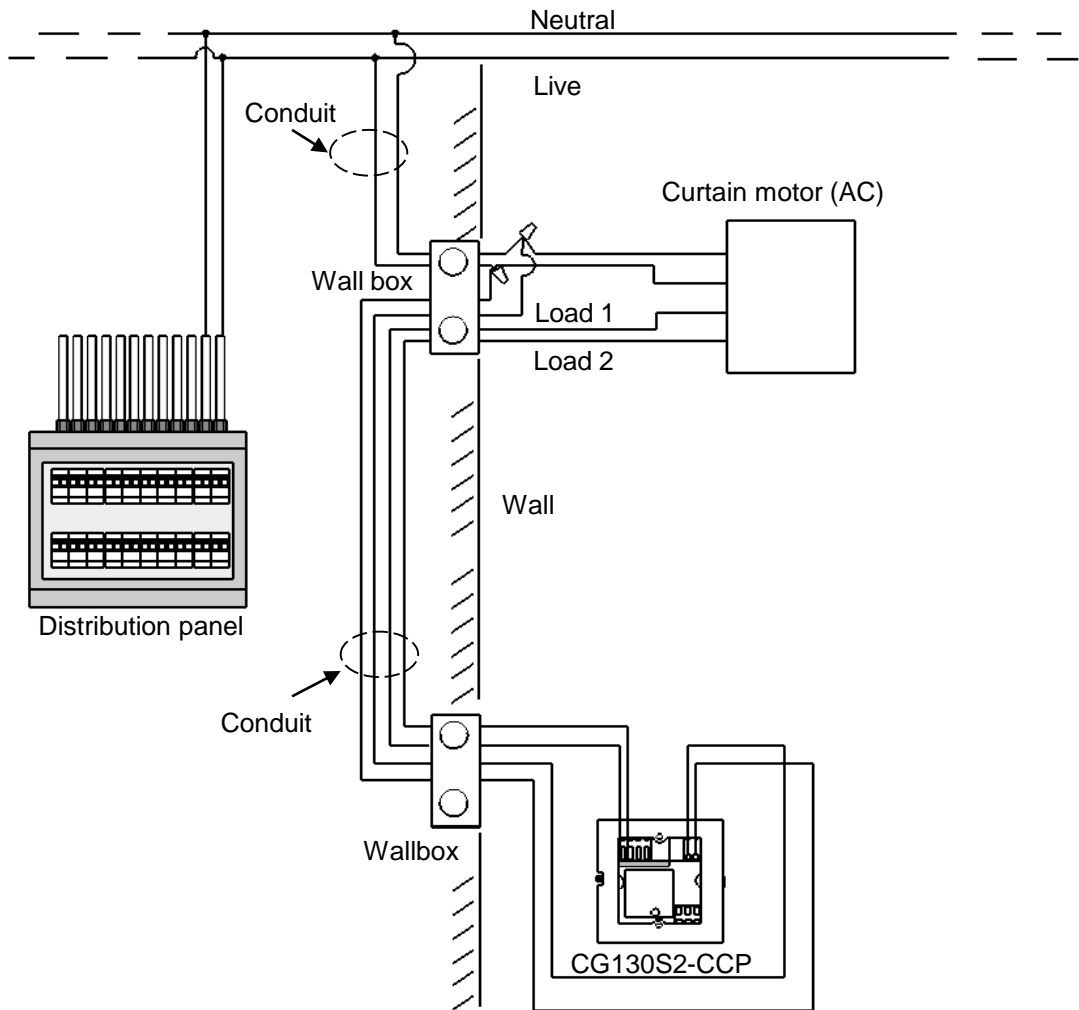 Neutral
Live
Conduit
Curtain motor (AC)
Wall box
Load 1
Load 2
Wall
Distribution panel
Conduit
Wallbox
CG130S2-CCP